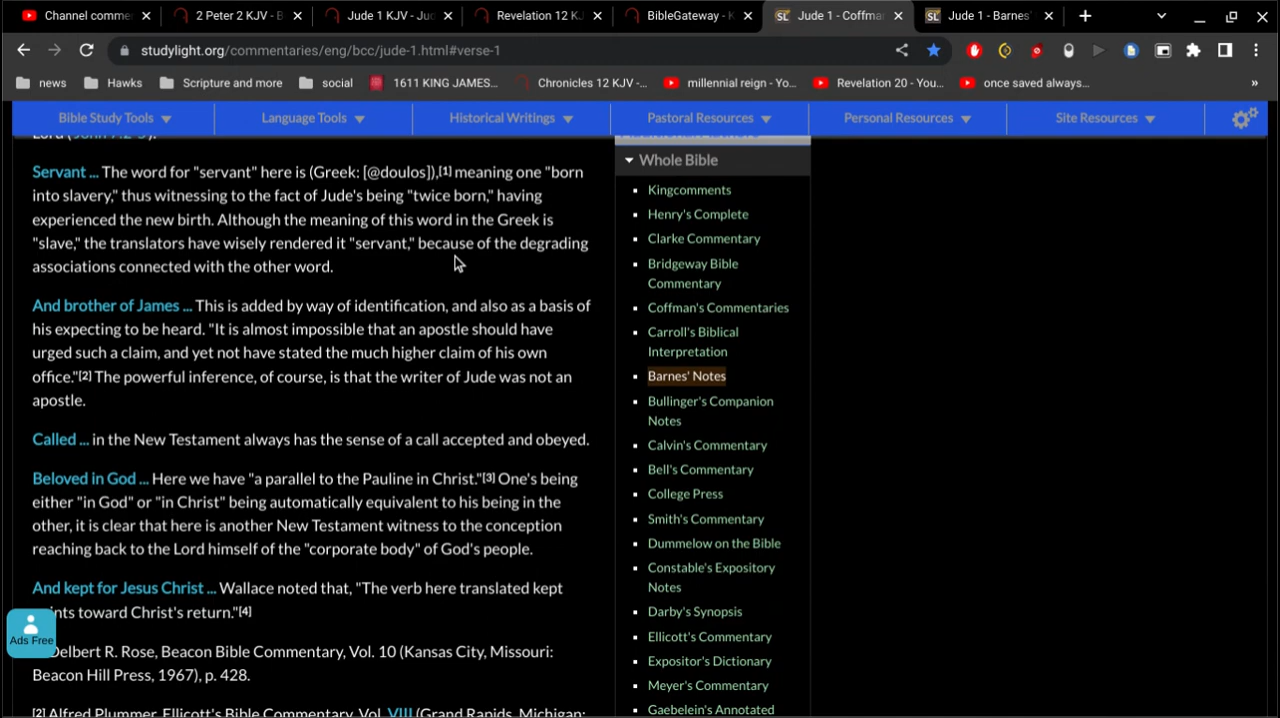 Channel comme
2 Peter 2 KJV - B
Jude 1 KJV - Ju
Revelation 12 KJ
BibleGateway - K
Jude 1 - Coffma
Jude 1 - Barnes'
studylight.org/commentaries/eng/bcc/jude-1.html#verse-1
news
Hawks
Scripture and more
social
1611 KING JAMES...
Chronicles 12 KJV -...
millennial reign - Yo...
Revelation 20 - You...
once saved always...
»
Bible Study Tools
Language Tools
Historical Writings
Pastoral Resources
Personal Resources
Site Resources
Servant ... The word for "servant" here is (Greek: [@doulos]),[1] meaning one "born
into slavery," thus witnessing to the fact of Jude's being "twice born," having
experienced the new birth. Although the meaning of this word in the Greek is
"slave," the translators have wisely rendered it "servant," because of the degrading
associations connected with the other word.
And brother of James ... This is added by way of identification, and also as a basis of
his expecting to be heard. "It is almost impossible that an apostle should have
urged such a claim, and yet not have stated the much higher claim of his own
office."[2] The powerful inference, of course, is that the writer of Jude was not an
apostle.
Called ... in the New Testament always has the sense of a call accepted and obeyed.
Beloved in God ... Here we have "a parallel to the Pauline in Christ."[3] One's being
either "in God" or "in Christ" being automatically equivalent to his being in the
other, it is clear that here is another New Testament witness to the conception
reaching back to the Lord himself of the "corporate body" of God's people.
And kept for Jesus Christ ... Wallace noted that, "The verb here translated kept
ints toward Christ's return."[4]
Ads Free
Delbert R. Rose, Beacon Bible Commentary, Vol. 10 (Kansas City, Missouri:
Beacon Hill Press, 1967), p. 428.
[2] Alfred Plummer, Ellicott's Bible Commentary, Vol. VIII (Grand Rapids, Michigan:
Whole Bible
Kingcomments
Henry's Complete
Clarke Commentary
Bridgeway Bible
Commentary
Coffman's Commentaries
Carroll's Biblical
Interpretation
Barnes' Notes
Bullinger's Companion
Notes
Calvin's Commentary
Bell's Commentary
College Press
Smith's Commentary
Dummelow on the Bible
Constable's Expository
Notes
Darby's Synopsis
Ellicott's Commentary
Expositor's Dictionary
Meyer's Commentary
Gaebelein's Annotated